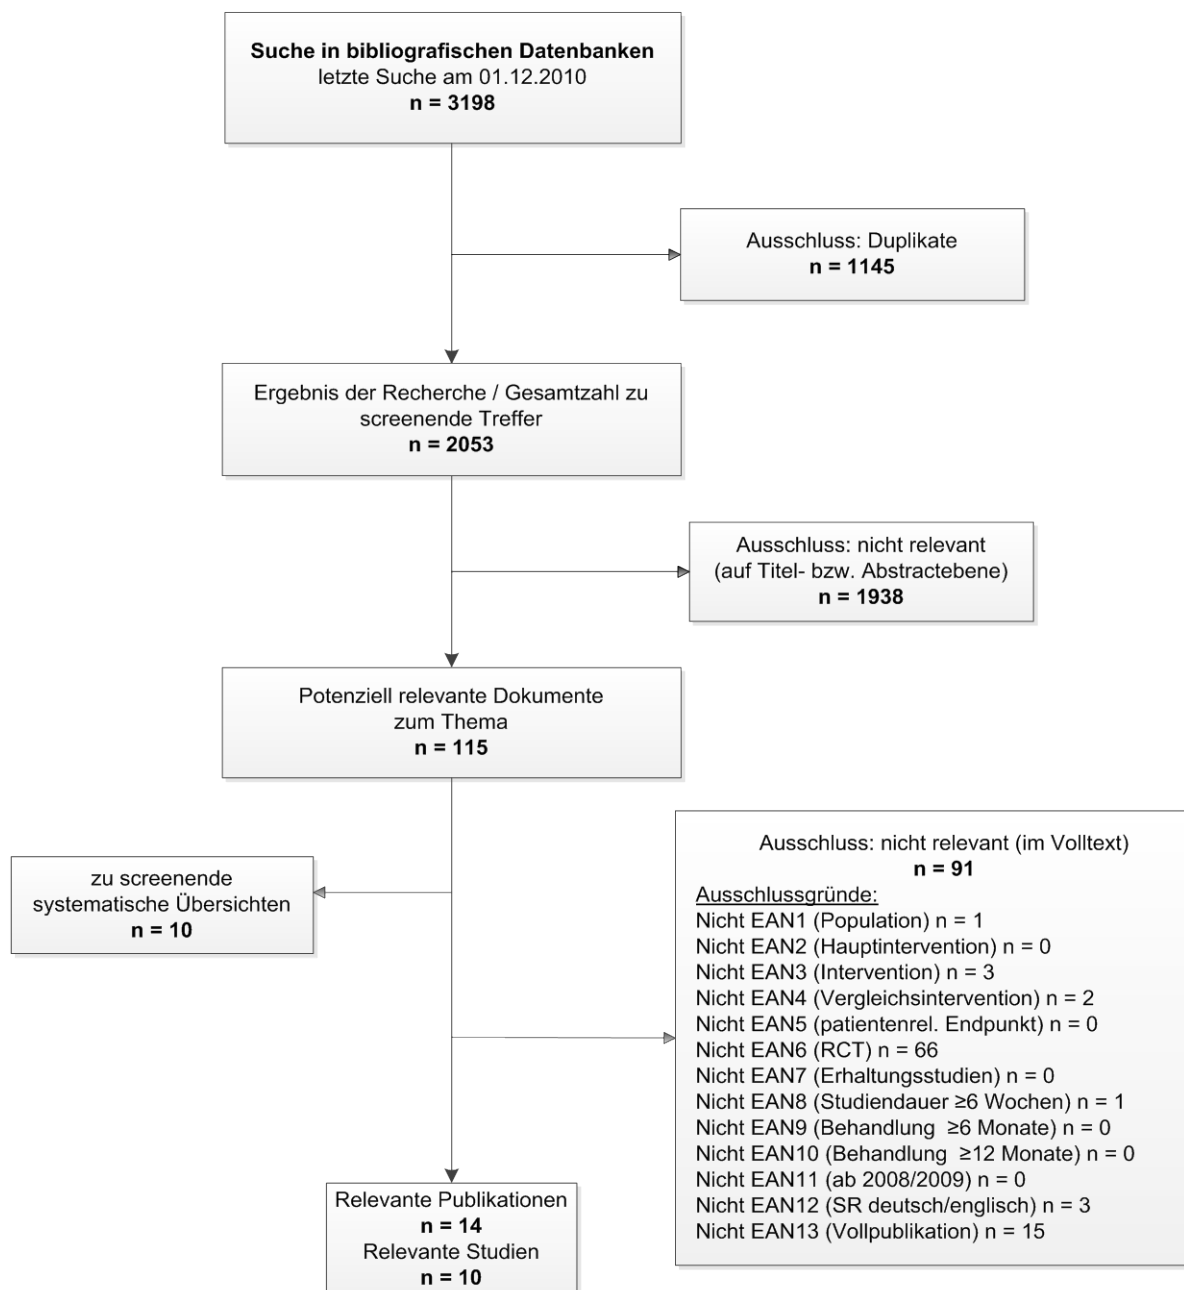 Suche in bibliografischen Datenbanken
letzte Suche am 01.12.2010
n = 3198
Ausschluss: Duplikate
n = 1145
Ergebnis der Recherche / Gesamtzahl zu
screenende Treffer
n = 2053
Ausschluss: nicht relevant
(auf Titel- bzw. Abstractebene)
n = 1938
Potenziell relevante Dokumente
zum Thema
n = 115
zu screenende
systematische Übersichten
n = 10
Ausschluss: nicht relevant (im Volltext)
n = 91
Ausschlussgründe:
Nicht EAN1 (Population) n = 1
Nicht EAN2 (Hauptintervention) n = 0
Nicht EAN3 (Intervention) n = 3
Nicht EAN4 (Vergleichsintervention) n = 2
Nicht EAN5 (patientenrel. Endpunkt) n = 0
Nicht EAN6 (RCT) n = 66
Nicht EAN7 (Erhaltungsstudien) n = 0
Nicht EAN8 (Studiendauer ≥6 Wochen) n = 1
Nicht EAN9 (Behandlung ≥6 Monate) n = 0
Nicht EAN10 (Behandlung ≥12 Monate) n = 0
Nicht EAN11 (ab 2008/2009) n = 0
Nicht EAN12 (SR deutsch/englisch) n = 3
Nicht EAN13 (Vollpublikation) n = 15
Relevante Publikationen
n = 14
Relevante Studien
n = 10